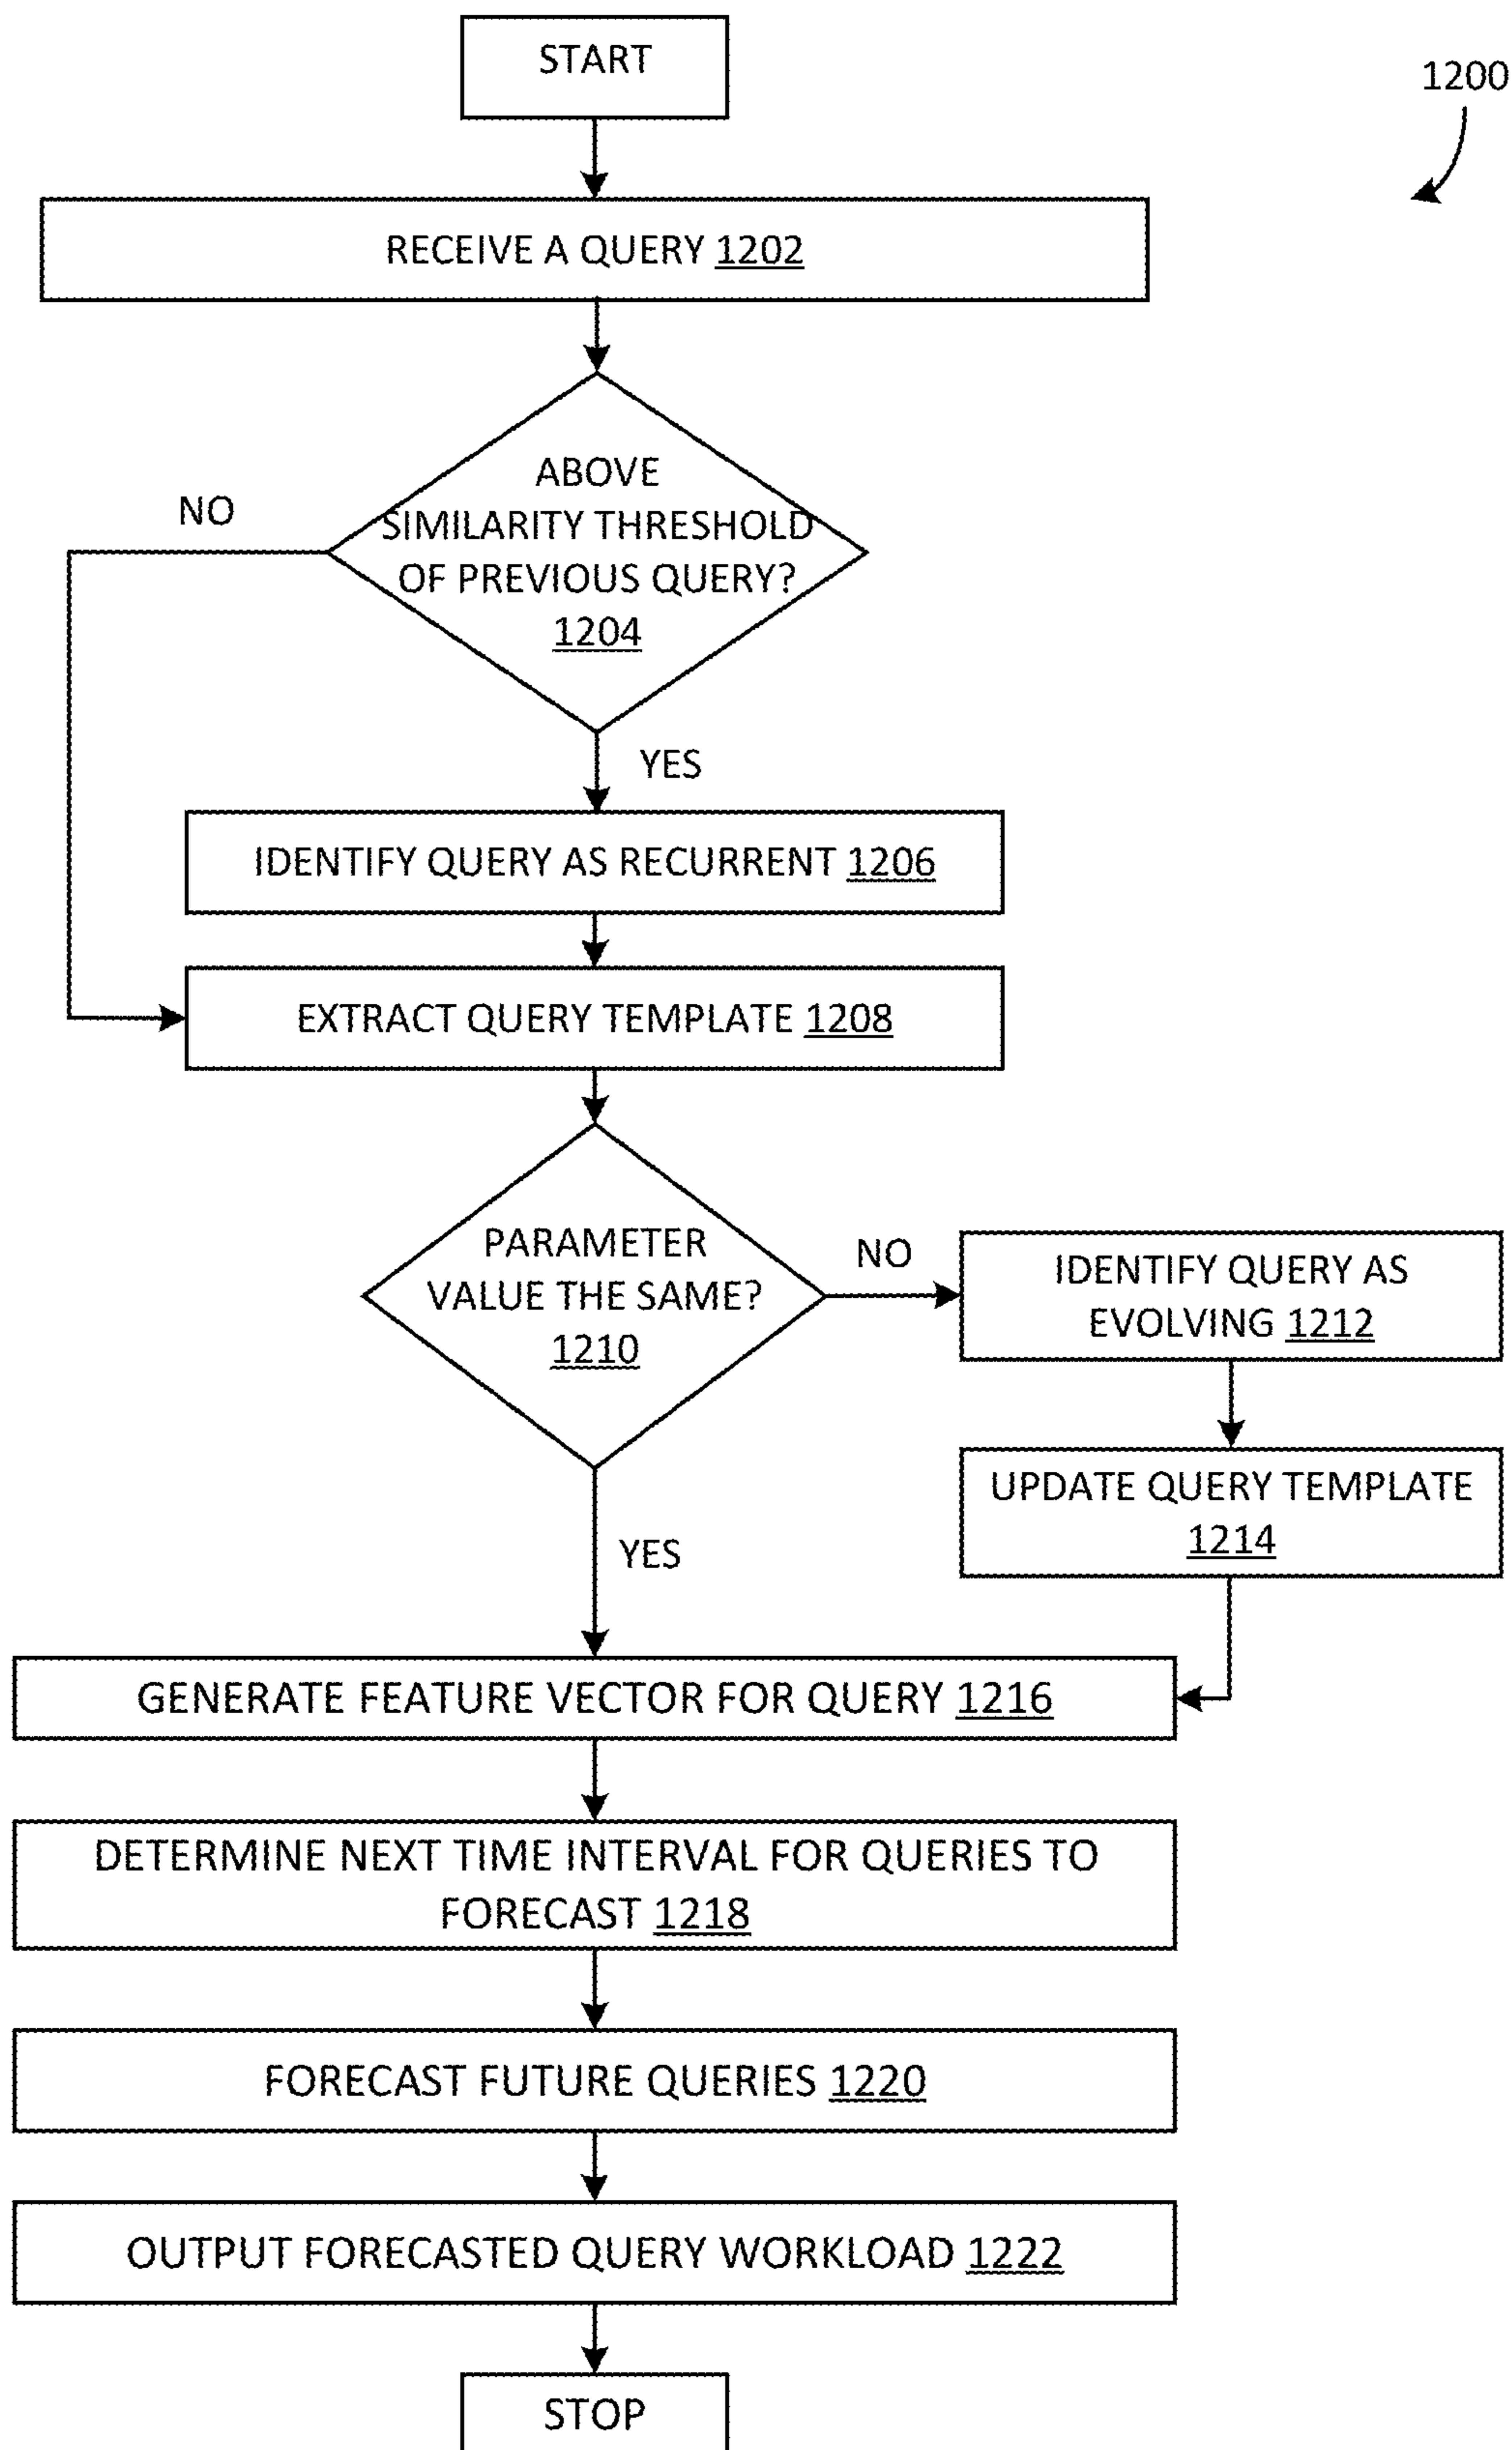 START
1200
RECEIVE A QUERY 1202
ABOVE
SIMILARITY THRESHOLD
OF PREVIOUS QUERY?
1204
NO
YES
IDENTIFY QUERY AS RECURRENT 1206
EXTRACT QUERY TEMPLATE 1208
PARAMETER
VALUE THE SAME?
1210
NO
IDENTIFY QUERY AS
EVOLVING 1212
UPDATE QUERY TEMPLATE
1214
YES
GENERATE FEATURE VECTOR FOR QUERY 1216
DETERMINE NEXT TIME INTERVAL FOR QUERIES TO
FORECAST 1218
FORECAST FUTURE QUERIES 1220
OUTPUT FORECASTED QUERY WORKLOAD 1222
STOP